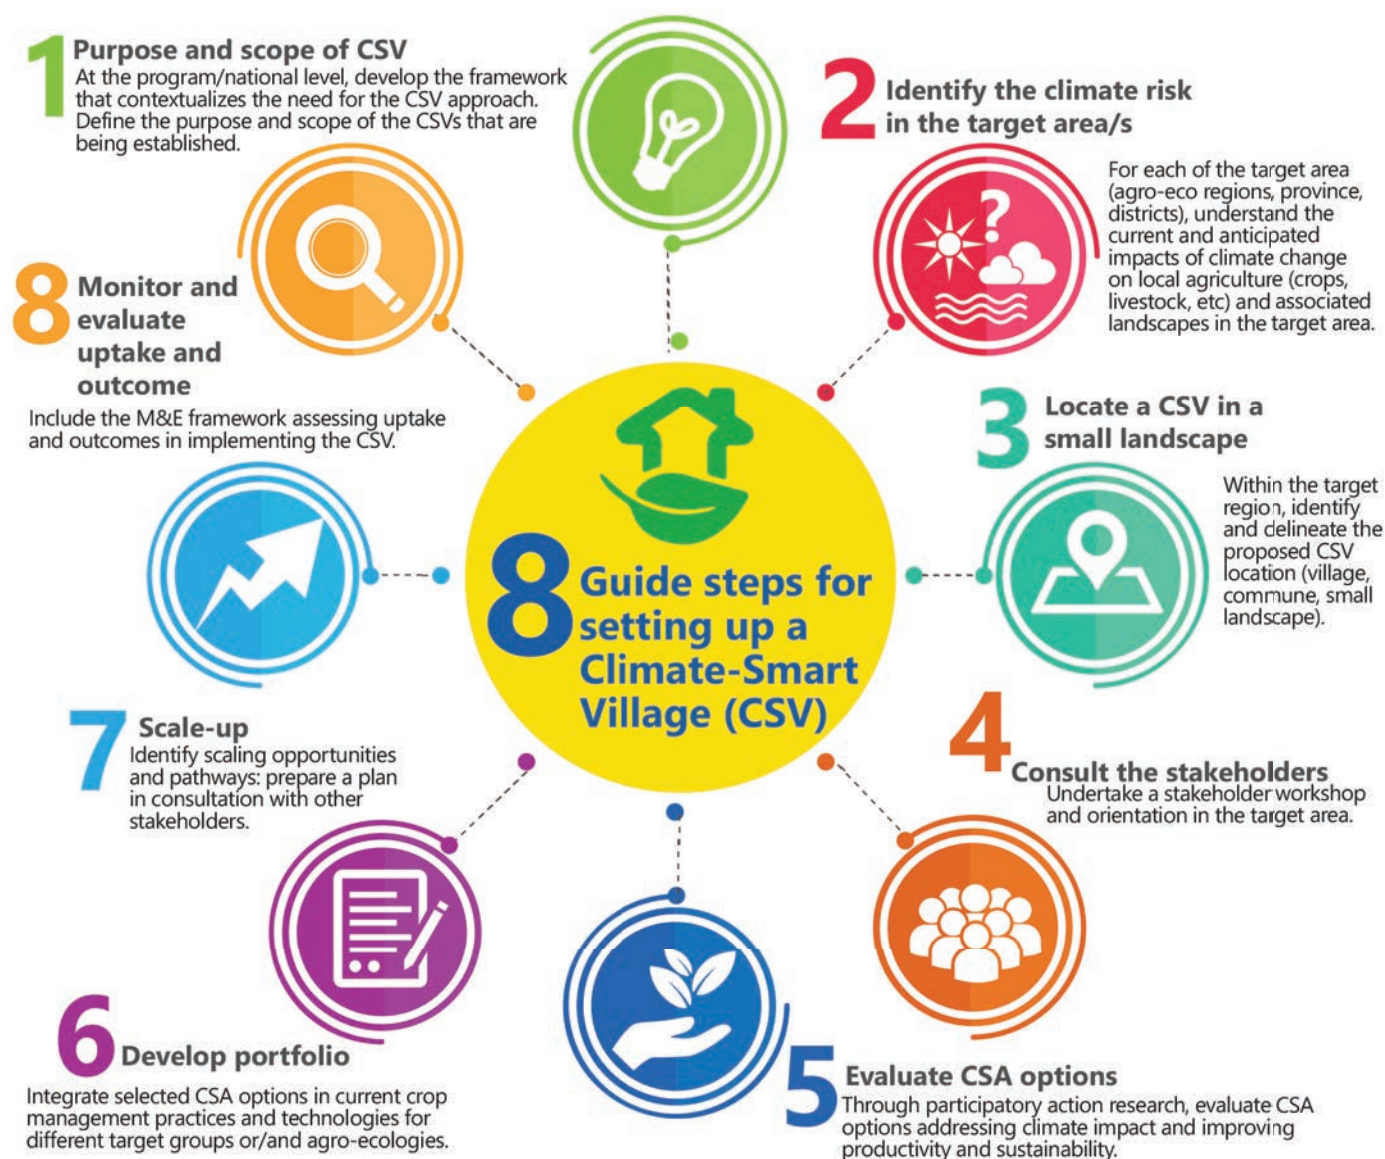 8 Guide steps for
setting up a
Climate-Smart
Village (CSV)
1 Purpose and scope of CSV
At the program/national level, develop the framework
that contextualizes the need for the CSV approach.
Define the purpose and scope of the CSVs that are
being established.
2 Identify the climate risk
in the target area/s
?
For each of the target area
(agro-eco regions, province,
districts), understand the
current and anticipated
impacts of climate change
on local agriculture (crops,
livestock, etc) and associated
landscapes in the target area.
3 Locate a CSV in a
small landscape
Within the target
region, identify
and delineate the
proposed CSV
location (village,
commune, small
landscape).
4
Consult the stakeholders
Undertake a stakeholder workshop
and orientation in the target area.
5 Evaluate CSA options
Through participatory action research, evaluate CSA
options addressing climate impact and improving
productivity and sustainability.
6 Develop portfolio
Integrate selected CSA options in current crop
management practices and technologies for
different target groups or/and agro-ecologies.
7 Scale-up
Identify scaling opportunities
and pathways: prepare a plan
in consultation with other
stakeholders.
8 Monitor and
evaluate
uptake and
outcome
Include the M&E framework assessing uptake
and outcomes in implementing the CSV.